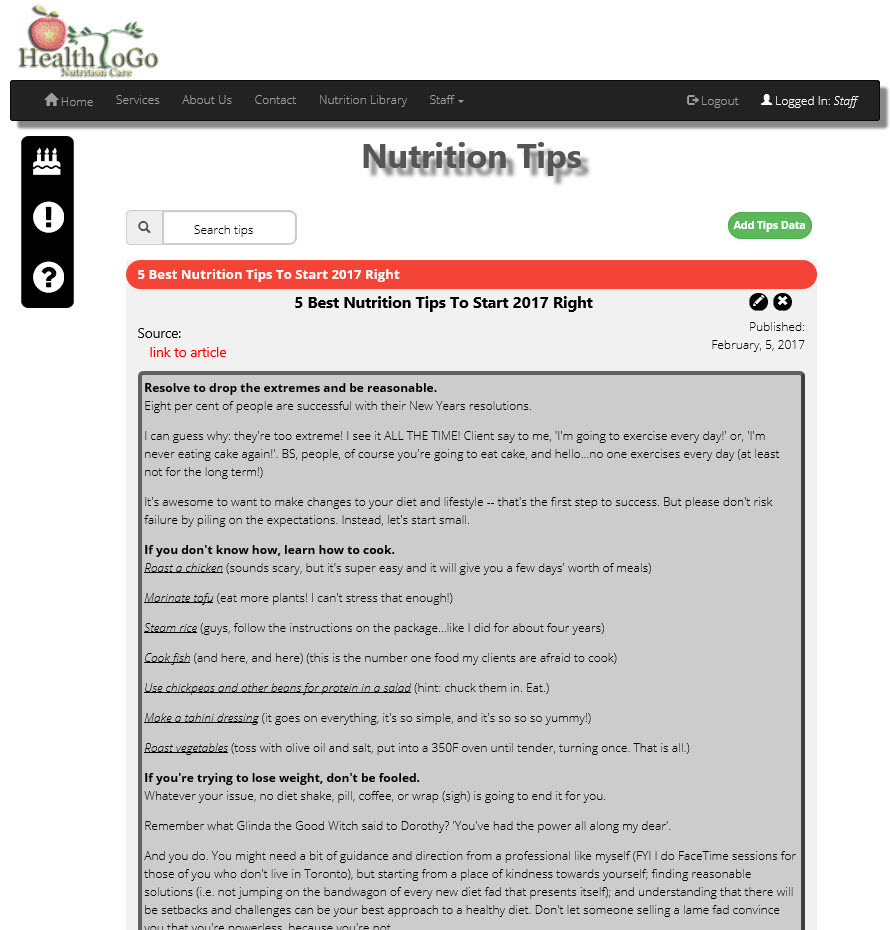 HealthToGo
Nutrition Care
Home Services About Us Contact Nutrition Library Staff Logout Logged In: Staff
Nutrition Tips
Search tips
Add Tips Data
5 Best Nutrition Tips To Start 2017 Right
5 Best Nutrition Tips To Start 2017 Right
Published:
Source:
February, 5, 2017
link to article
Resolve to drop the extremes and be reasonable.
Eight per cent of people are successful with their New Years resolutions.
I can guess why: they're too extreme! I see it ALL THE TIME! Client say to me, 'I'm going to exercise every day!' or, 'I'm
never eating cake again!'. BS, people, of course you're going to eat cake, and hello...no one exercises every day (at least
not for the long term!)
It's awesome to want to make changes to your diet and lifestyle -- that's the first step to success. But please don't risk
failure by piling on the expectations. Instead, let's start small.
If you don't know how, learn how to cook.
Roast a chicken (sounds scary, but it's super easy and it will give you a few days' worth of meals)
Marinate tofu (eat more plants! I can't stress that enough!)
Steam rice (guys, follow the instructions on the package...like I did for about four years)
Cook fish (and here, and here) (this is the number one food my clients are afraid to cook)
Use chickpeas and other beans for protein in a salad (hint: chuck them in. Eat.)
Make a tahini dressing (it goes on everything, it's so simple, and it's so so so yummy!)
Roast vegetables (toss with olive oil and salt, put into a 350F oven until tender, turning once. That is all.)
If you're trying to lose weight, don't be fooled.
Whatever your issue, no diet shake, pill, coffee, or wrap (sigh) is going to end it for you.
Remember what Glinda the Good Witch said to Dorothy? 'You've had the power all along my dear'.
And you do. You might need a bit of guidance and direction from a professional like myself (FYI I do FaceTime sessions for
those of you who don't live in Toronto), but starting from a place of kindness towards yourself; finding reasonable
solutions (i.e. not jumping on the bandwagon of every new diet fad that presents itself); and understanding that there will
be setbacks and challenges can be your best approach to a healthy diet. Don't let someone selling a lame fad convince
you that you're powerless, because you're not.